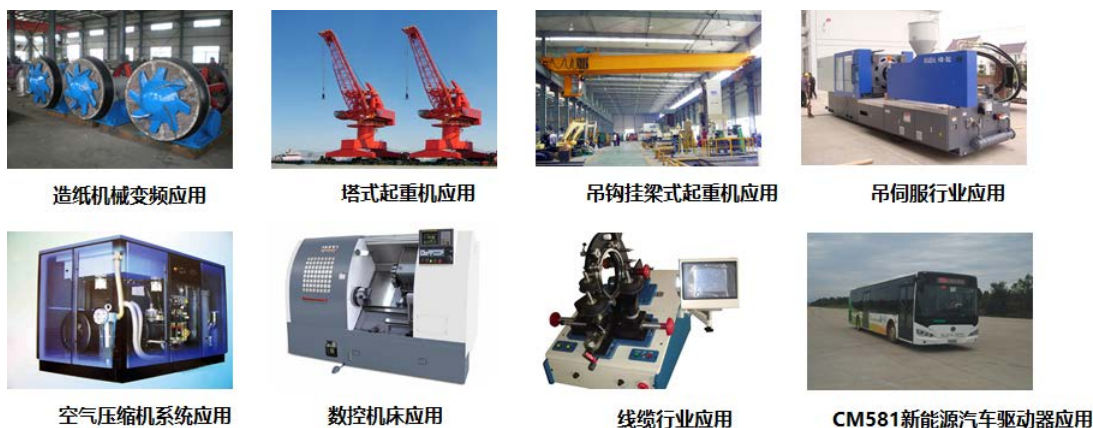 造纸机械变频应用
塔式起重机应用
吊钩挂梁式起重机应用
吊伺服行业应用
空气压缩机系统应用
数控机床应用
线缆行业应用
CM581新能源汽车驱动器应用